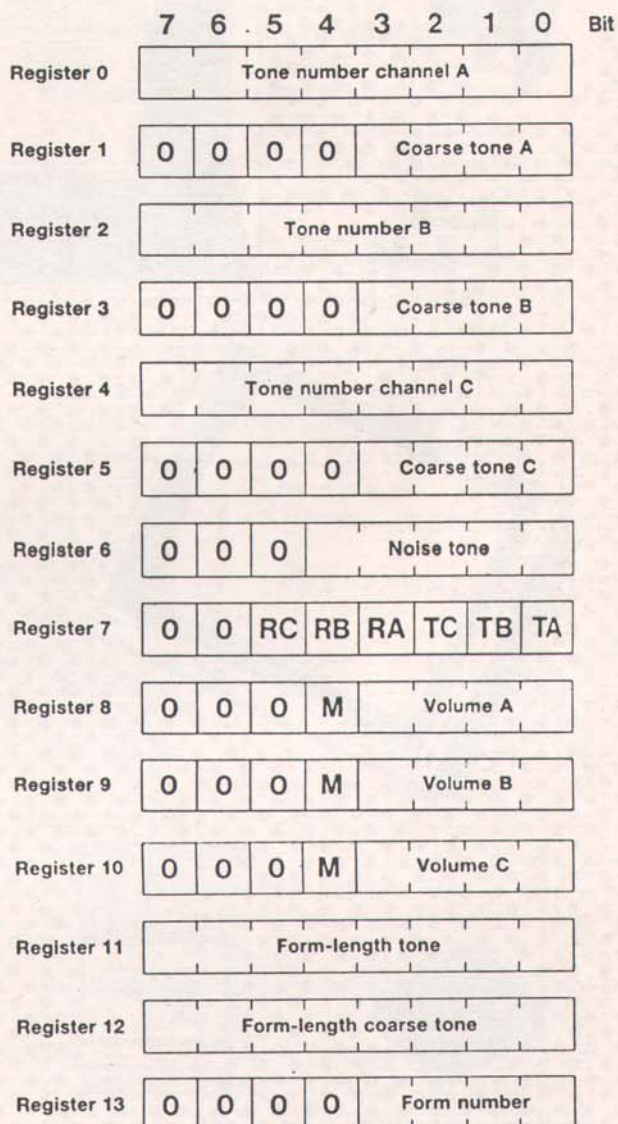 7 6 5 4 3 2 1 0 Bit
Register 0 Tone number channel A
Register 1 0 0 0 0 Coarse tone A
Register 2 Tone number B
Register 3 0 0 0 0 Coarse tone B
Register 4 Tone number channel C
Register 5 0 0 0 0 Coarse tone C
Register 6 0 0 0 Noise tone
Register 7 0 0 RC RB RA TC TB TA
Register 8 0 0 0 M Volume A
Register 9 0 0 0 M Volume B
Register 10 0 0 0 M Volume C
Register 11 Form-length tone
Register 12 Form-length coarse tone
Register 13 0 0 0 0 Form number